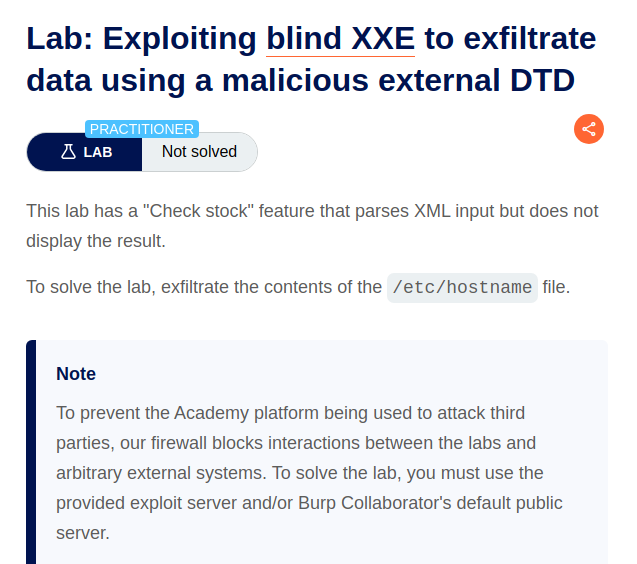 Lab: Exploiting blind XXE to exfiltrate
data using a malicious external DTD
PRACTITIONER
LAB
Not solved
This lab has a "Check stock" feature that parses XML input but does not
display the result.
To solve the lab, exfiltrate the contents of the /etc/hostname file.
Note
To prevent the Academy platform being used to attack third
parties, our firewall blocks interactions between the labs and
arbitrary external systems. To solve the lab, you must use the
provided exploit server and/or Burp Collaborator's default public
server.